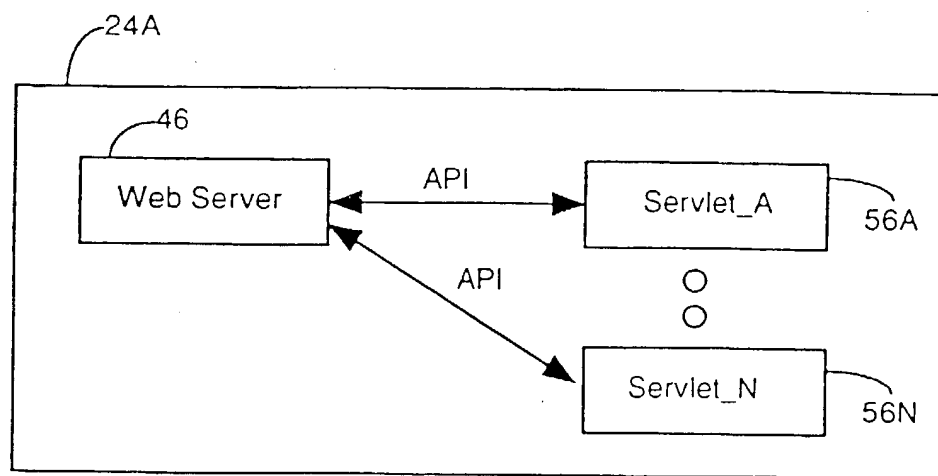 24A
46
Web Server
API
Servlet_A
56A
API
Servlet_N
56N